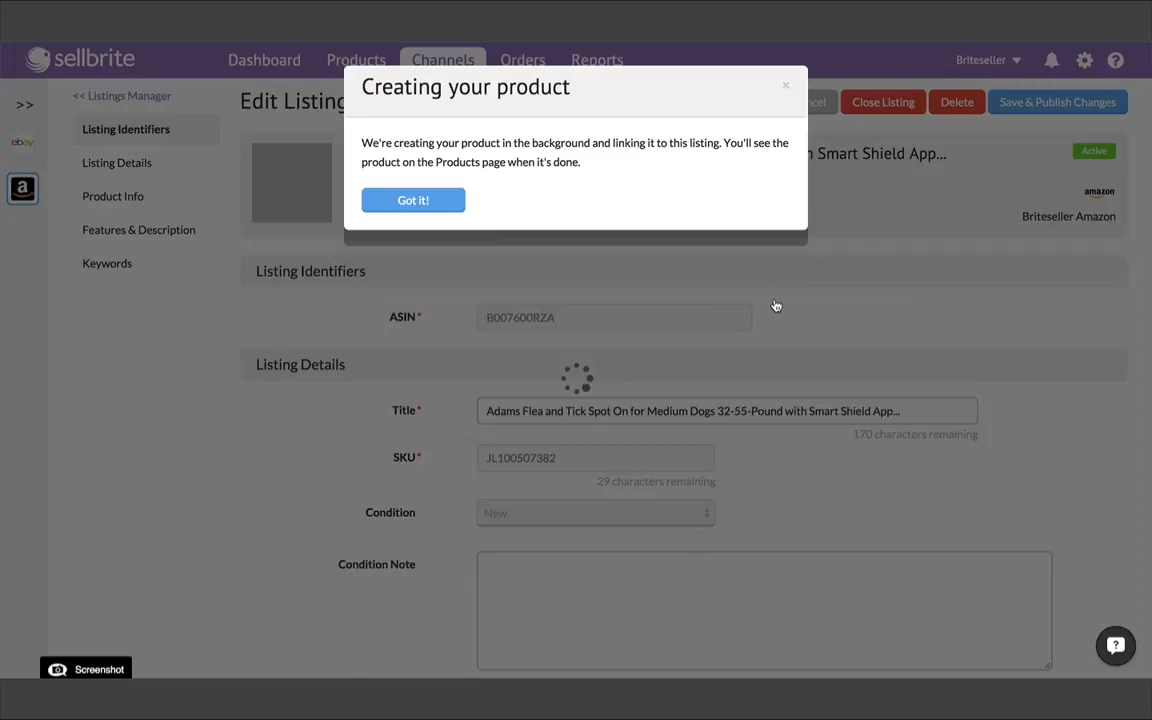 sellbrite
Dashboard
Products
Channels
Orders
Reports
Briteseller
>>
<< Listings Manager
Edit Listing
Close Listing
Delete
Save & Publish Changes
ebay
a
Listing Identifiers
Listing Details
Product Info
Features & Description
Keywords
Creating your product
×
We're creating your product in the background and linking it to this listing. You'll see the
product on the Products page when it's done.
Got it!
Smart Shield App...
Active
amazon
Briteseller Amazon
Listing Identifiers
ASIN*
B007600RZA
Listing Details
Title*
Adams Flea and Tick Spot On for Medium Dogs 32-55-Pound with Smart Shield App...
170 characters remaining
SKU*
JL100507382
29 characters remaining
Condition
New
Condition Note
Screenshot